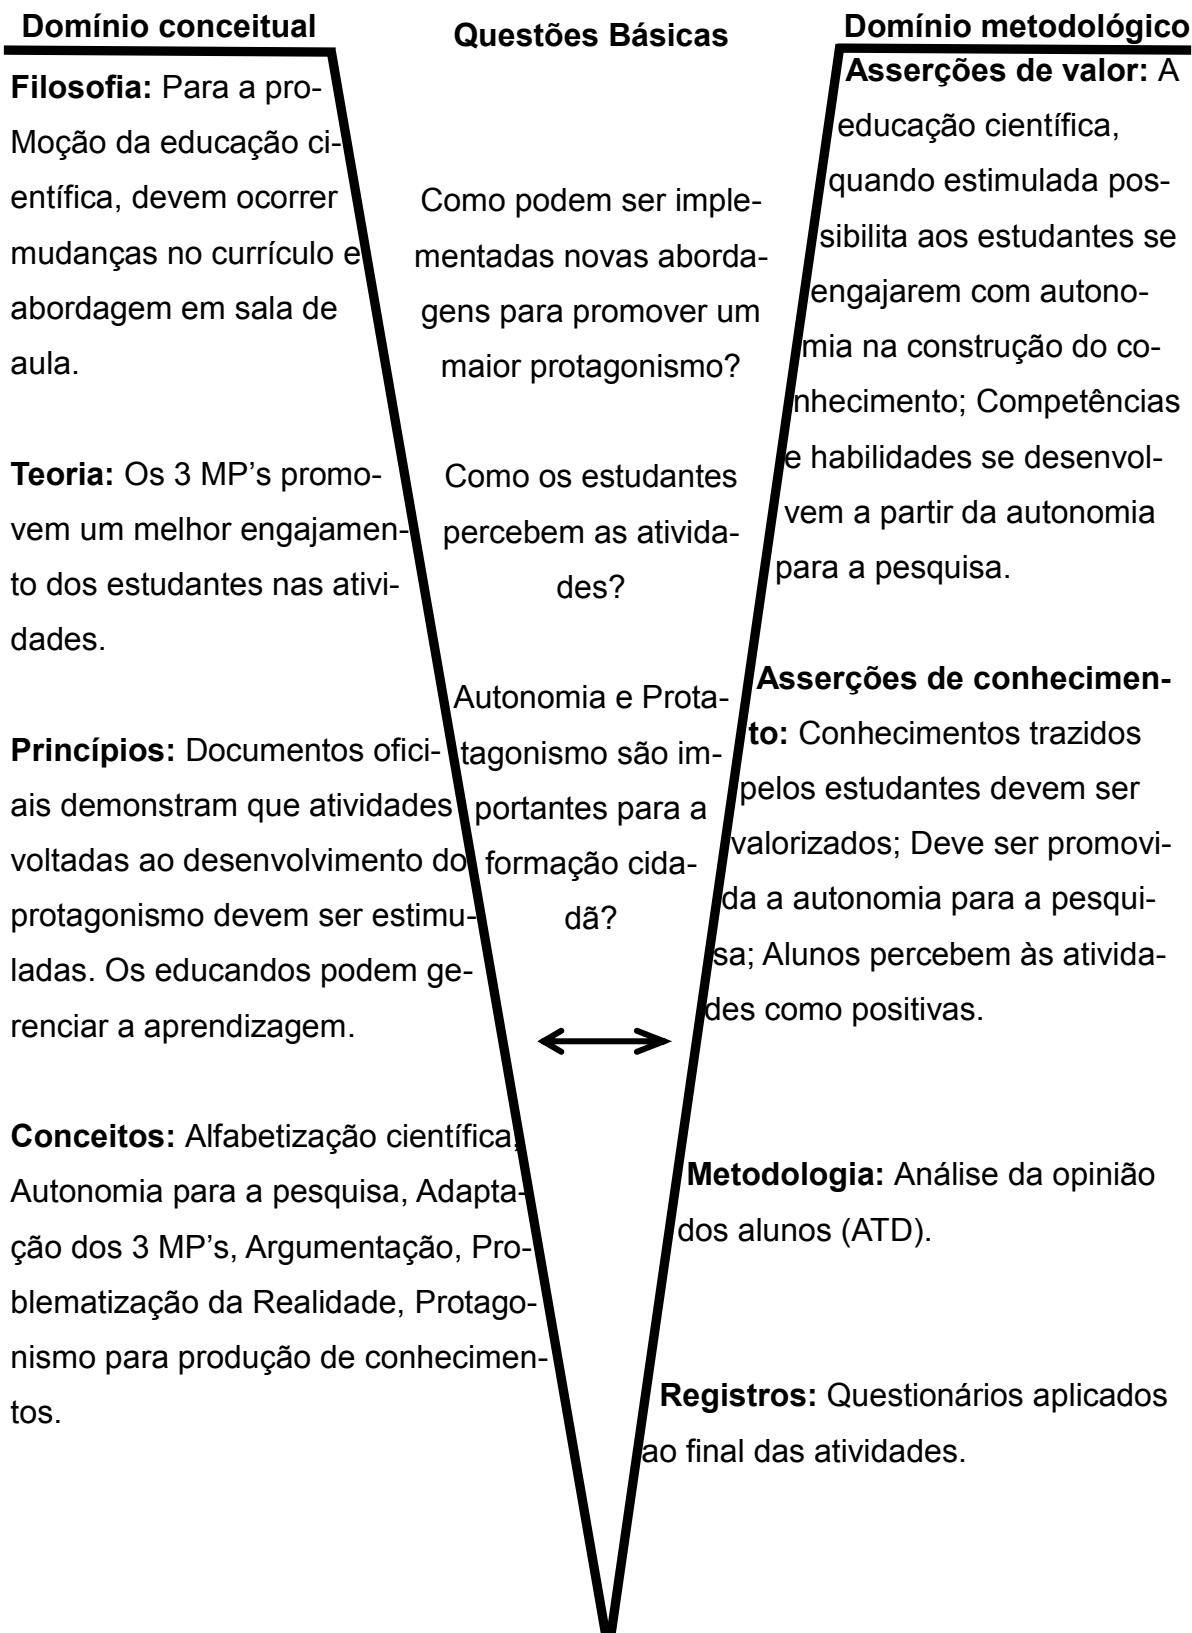 Domínio conceitual
Filosofia: Para a pro-
Moção da educação ci-
entífica, devem ocorrer
mudanças no currículo e
abordagem em sala de
aula.
Teoria: Os 3 MP’s promo-
vem um melhor engajamen-
to dos estudantes nas ativi-
dades.
Princípios: Documentos ofici-
ais demonstram que atividades
voltadas ao desenvolvimento do
protagonismo devem ser estimu-
ladas. Os educandos podem ge-
renciar a aprendizagem.
Conceitos: Alfabetização científica,
Autonomia para a pesquisa, Adapta-
ção dos 3 MP’s, Argumentação, Pro-
blematização da Realidade, Protago-
nismo para produção de conhecimen-
tos.
Questões Básicas
Como podem ser imple-
mentadas novas aborda-
gens para promover um
maior protagonismo?
Como os estudantes
percebem as ativida-
des?
Autonomia e Prota-
tagonismo são im-
portantes para a
formação cida-
dã?
Domínio metodológico
Asserções de valor: A
educação científica,
quando estimulada pos-
sibilita aos estudantes se
engajarem com autono-
mia na construção do co-
nhecimento; Competências
e habilidades se desenvol-
vem a partir da autonomia
para a pesquisa.
Asserções de conhecimen-
to: Conhecimentos trazidos
pelos estudantes devem ser
valorizados; Deve ser promovi-
da a autonomia para a pesqui-
sa; Alunos percebem às ativida-
des como positivas.
Metodologia: Análise da opinião
dos alunos (ATD).
Registros: Questionários aplicados
ao final das atividades.